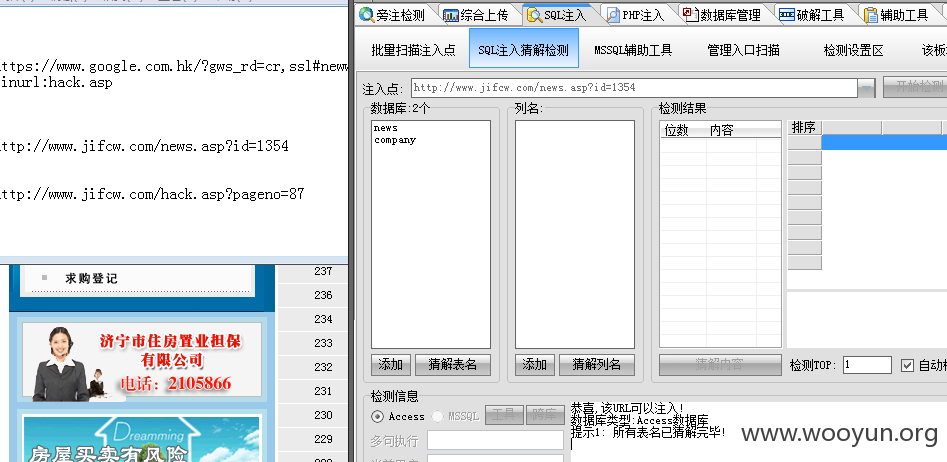 旁注检测 综合上传 SQL注入 PHP注入 数据库管理 破解工具 辅助工具
批量扫描注入点 SQL注入猜解检测 MSSQL辅助工具 管理入口扫描 检测设置区 该板
https://www.google.com.hk/?gws_rd=cr,ssl#neww
inurl:hack.asp
http://www.jifcw.com/news.asp?id=1354
http://www.jifcw.com/hack.asp?pageno=87
注入点: http://www.jifcw.com/news.asp?id=1354 开始检测
数据库:2个 列名: 检测结果
news
company
位数 内容 排序
添加 猜解表名 添加 猜解列名 猜解内容 检测TOP: 1 自动
检测信息
Access MSSQL 工具 跨库
多句执行
恭喜,该URL可以注入!
数据库类型:Access数据库
提示1: 所有表名已猜解完毕!
求购登记
济宁市住房置业担保
有限公司
电话: 2105866
Dreamming
房屋买卖有风险
237
236
234
233
232
231
230
229
www.wooyun.org